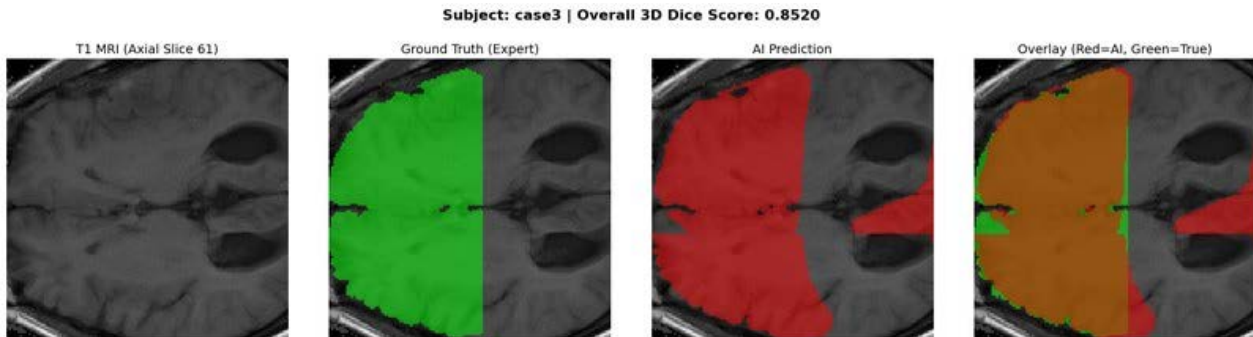 Subject: case3 | Overall 3D Dice Score: 0.8520
T1 MRI (Axial Slice 61)
Ground Truth (Expert)
AI Prediction
Overlay (Red=AI, Green=True)